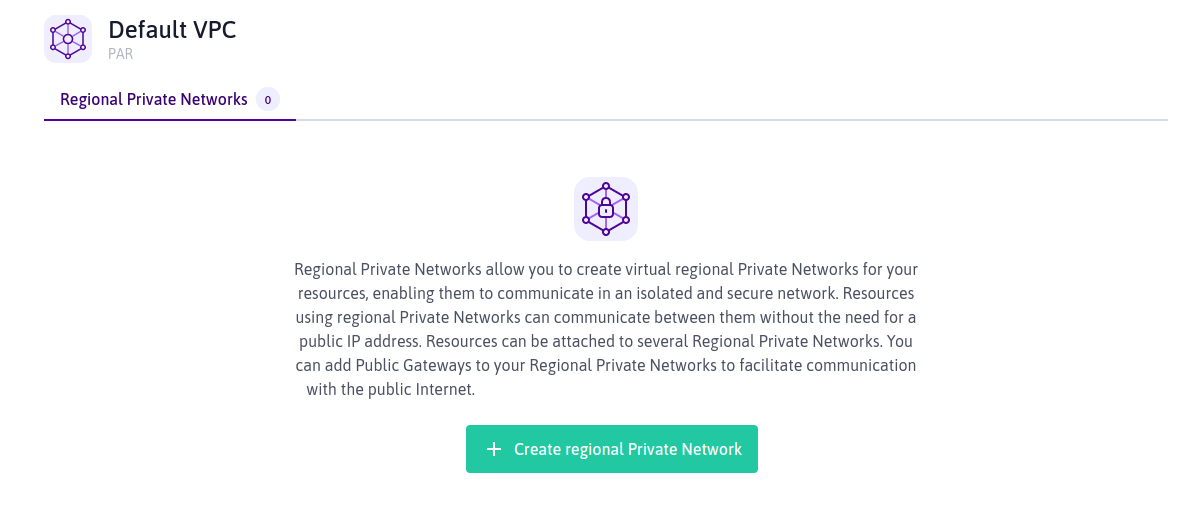 Default VPC
PAR
Regional Private Networks 0
Regional Private Networks allow you to create virtual regional Private Networks for your
resources, enabling them to communicate in an isolated and secure network. Resources
using regional Private Networks can communicate between them without the need for a
public IP address. Resources can be attached to several Regional Private Networks. You
can add Public Gateways to your Regional Private Networks to facilitate communication
with the public Internet.
Create regional Private Network